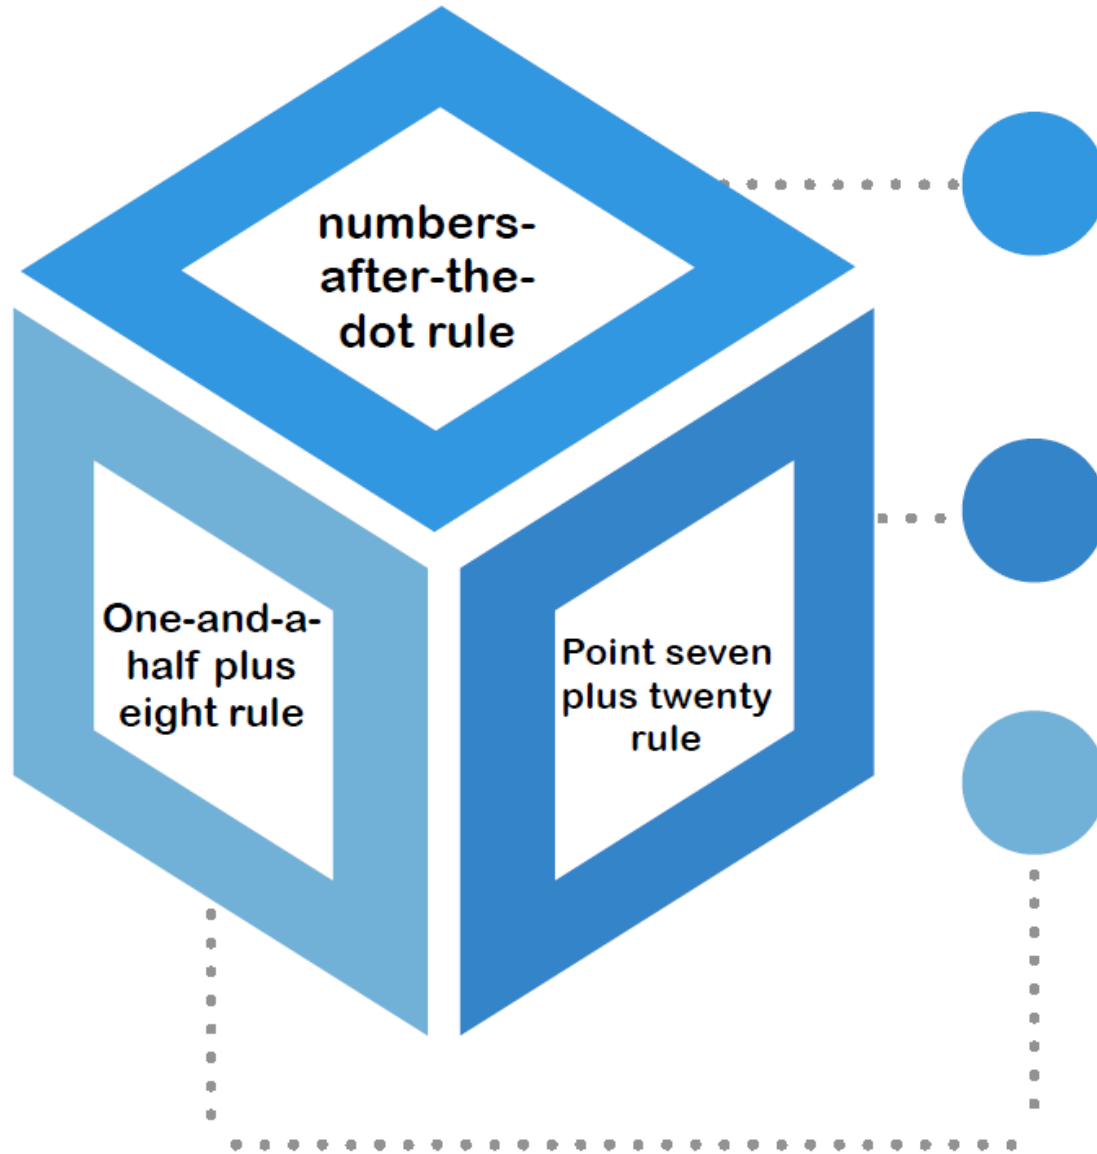 numbers-
after-the-
dot rule
One-and-a-
half plus
eight rule
Point seven
plus twenty
rule